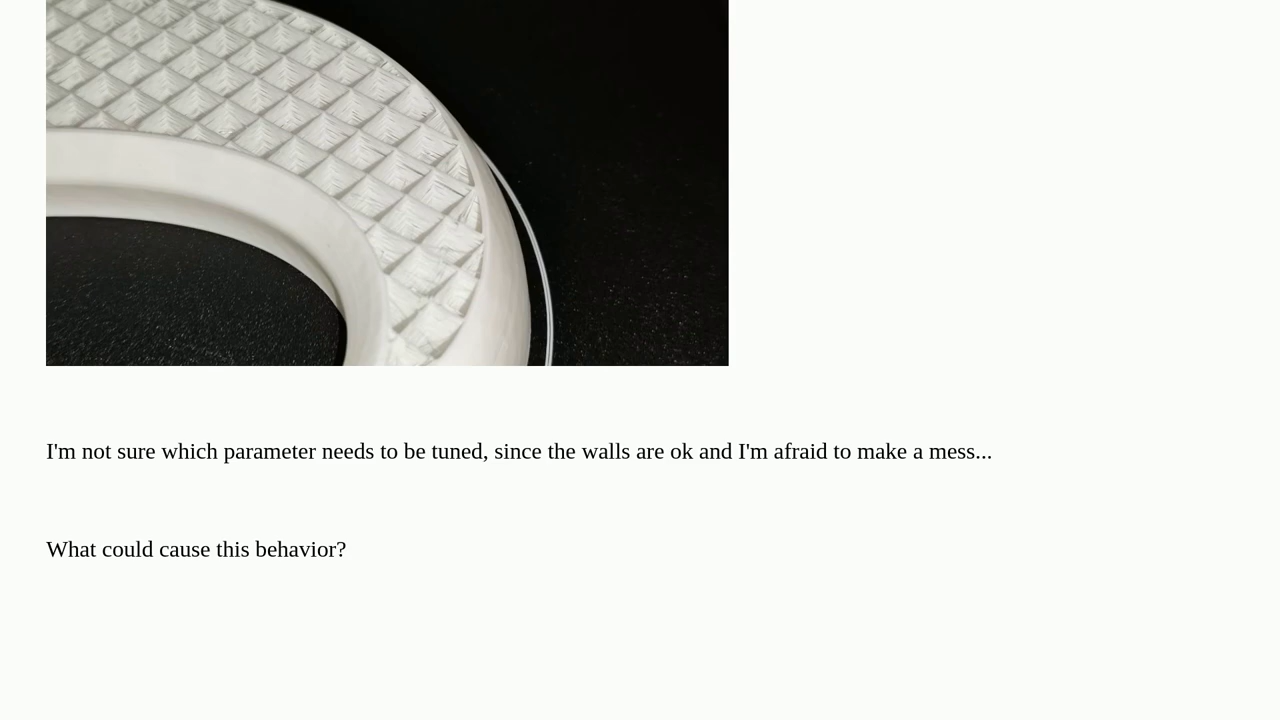 I'm not sure which parameter needs to be tuned, since the walls are ok and I'm afraid to make a mess...
What could cause this behavior?